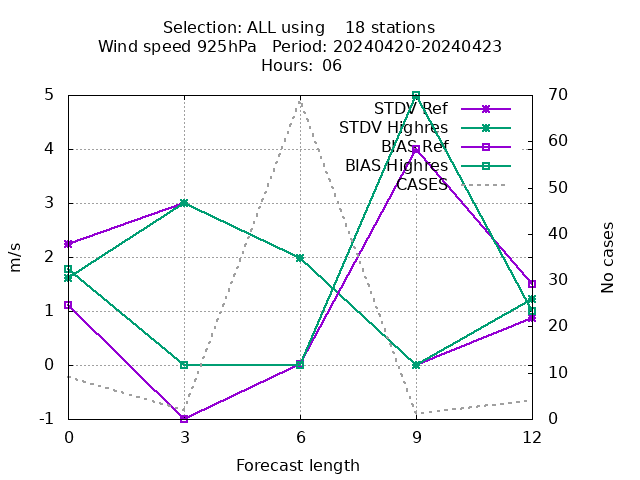 Selection: ALL using    18 stations
Wind speed 925hPa   Period: 20240420-20240423
Hours: 06
5 70
STDV Ref
60
STDV Highres
4 BIAS Ref
BIAS Highres
50
CASES
3
40
m/s No cases
2
30
1
20
0 10
-1 0
0 3 6 9 12
Forecast length